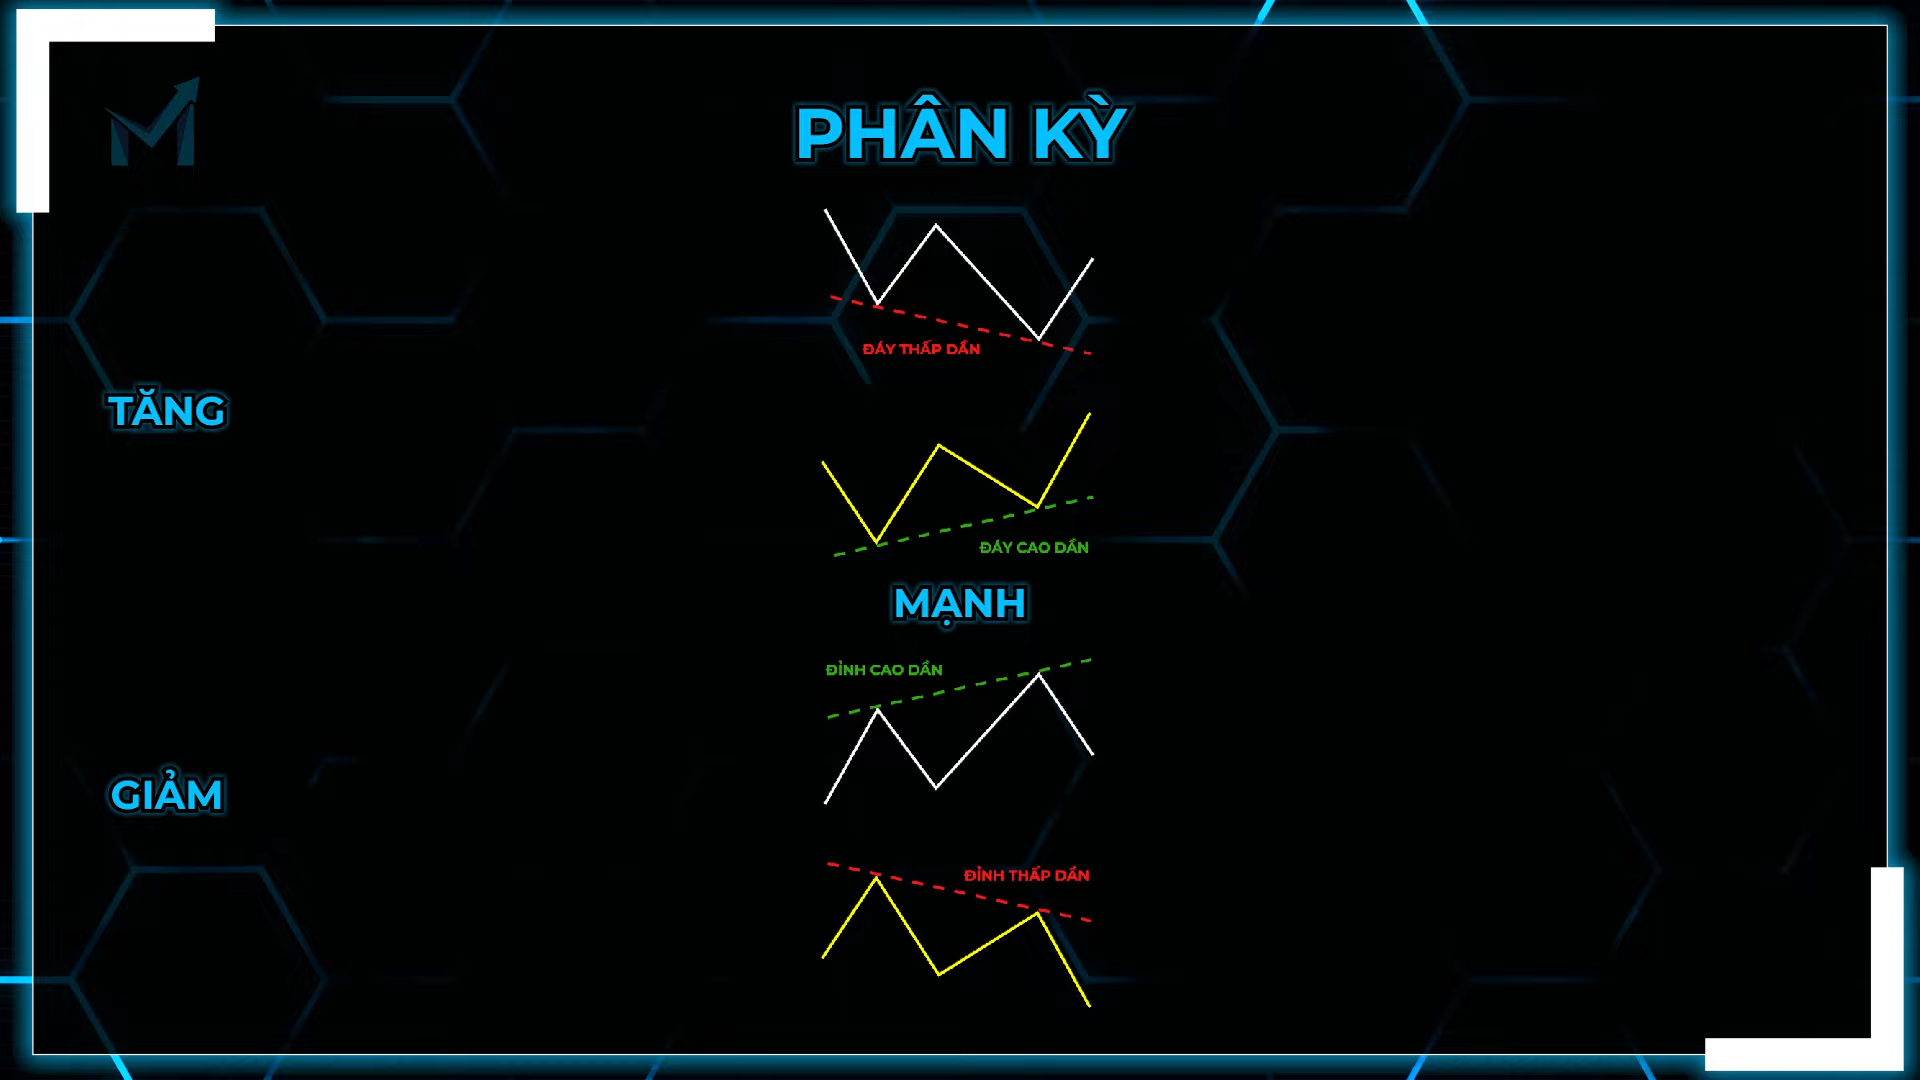 PHÂN KỲ
ĐÁY THẤP DẦN
TĂNG
ĐÁY CAO DẦN
MẠNH
ĐỈNH CAO DẦN
GIẢM
ĐỈNH THẤP DẦN